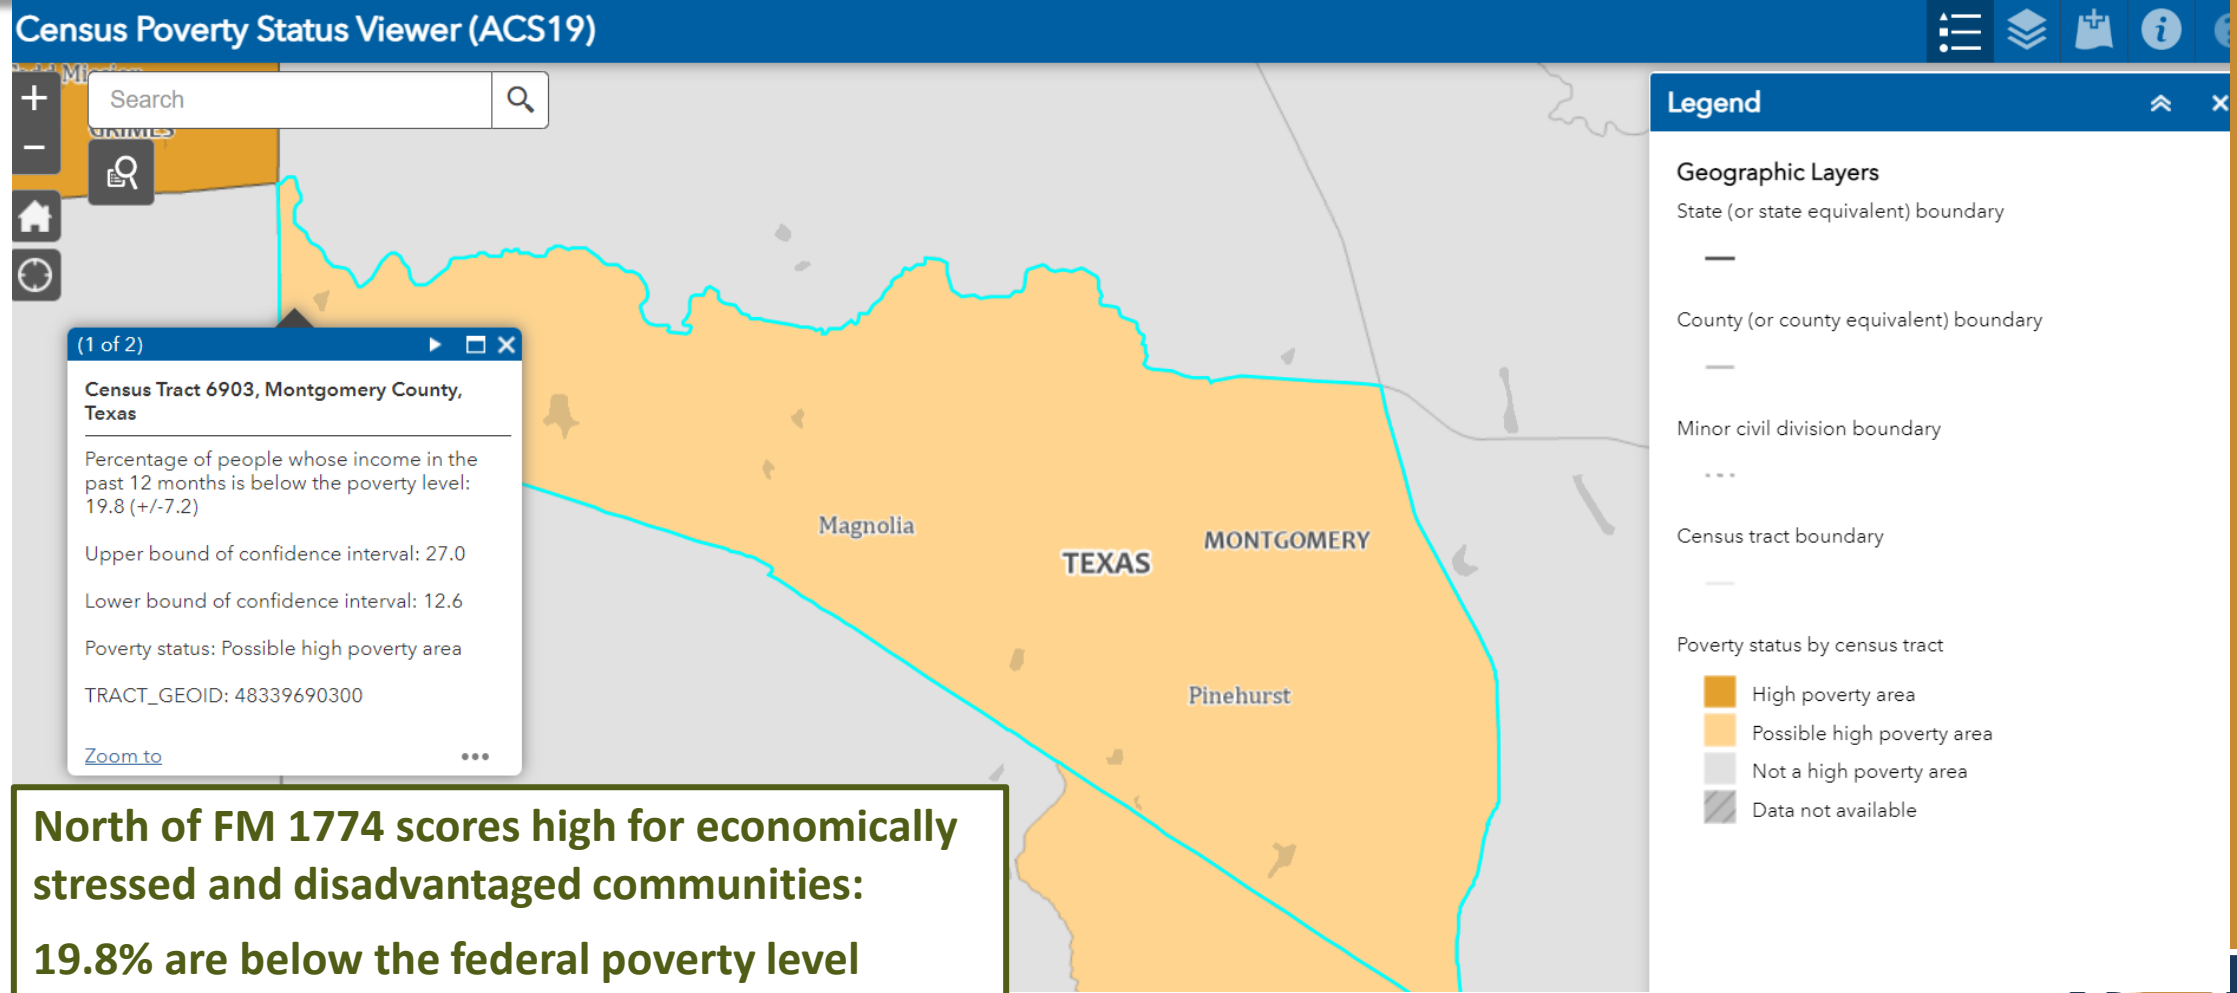 Census Poverty Status Viewer (ACS19)
Search
GRIMES
Legend
Geographic Layers
State (or state equivalent) boundary
County (or county equivalent) boundary
Minor civil division boundary
Census tract boundary
Poverty status by census tract
High poverty area
Possible high poverty area
Not a high poverty area
Data not available
(1 of 2)
Census Tract 6903, Montgomery County,
Texas
Percentage of people whose income in the
past 12 months is below the poverty level:
19.8 (+/-7.2)
Upper bound of confidence interval: 27.0
Lower bound of confidence interval: 12.6
Poverty status: Possible high poverty area
TRACT_GEOID: 48339690300
Zoom to
Magnolia
TEXAS
MONTGOMERY
Pinehurst
North of FM 1774 scores high for economically
stressed and disadvantaged communities:
19.8% are below the federal poverty level